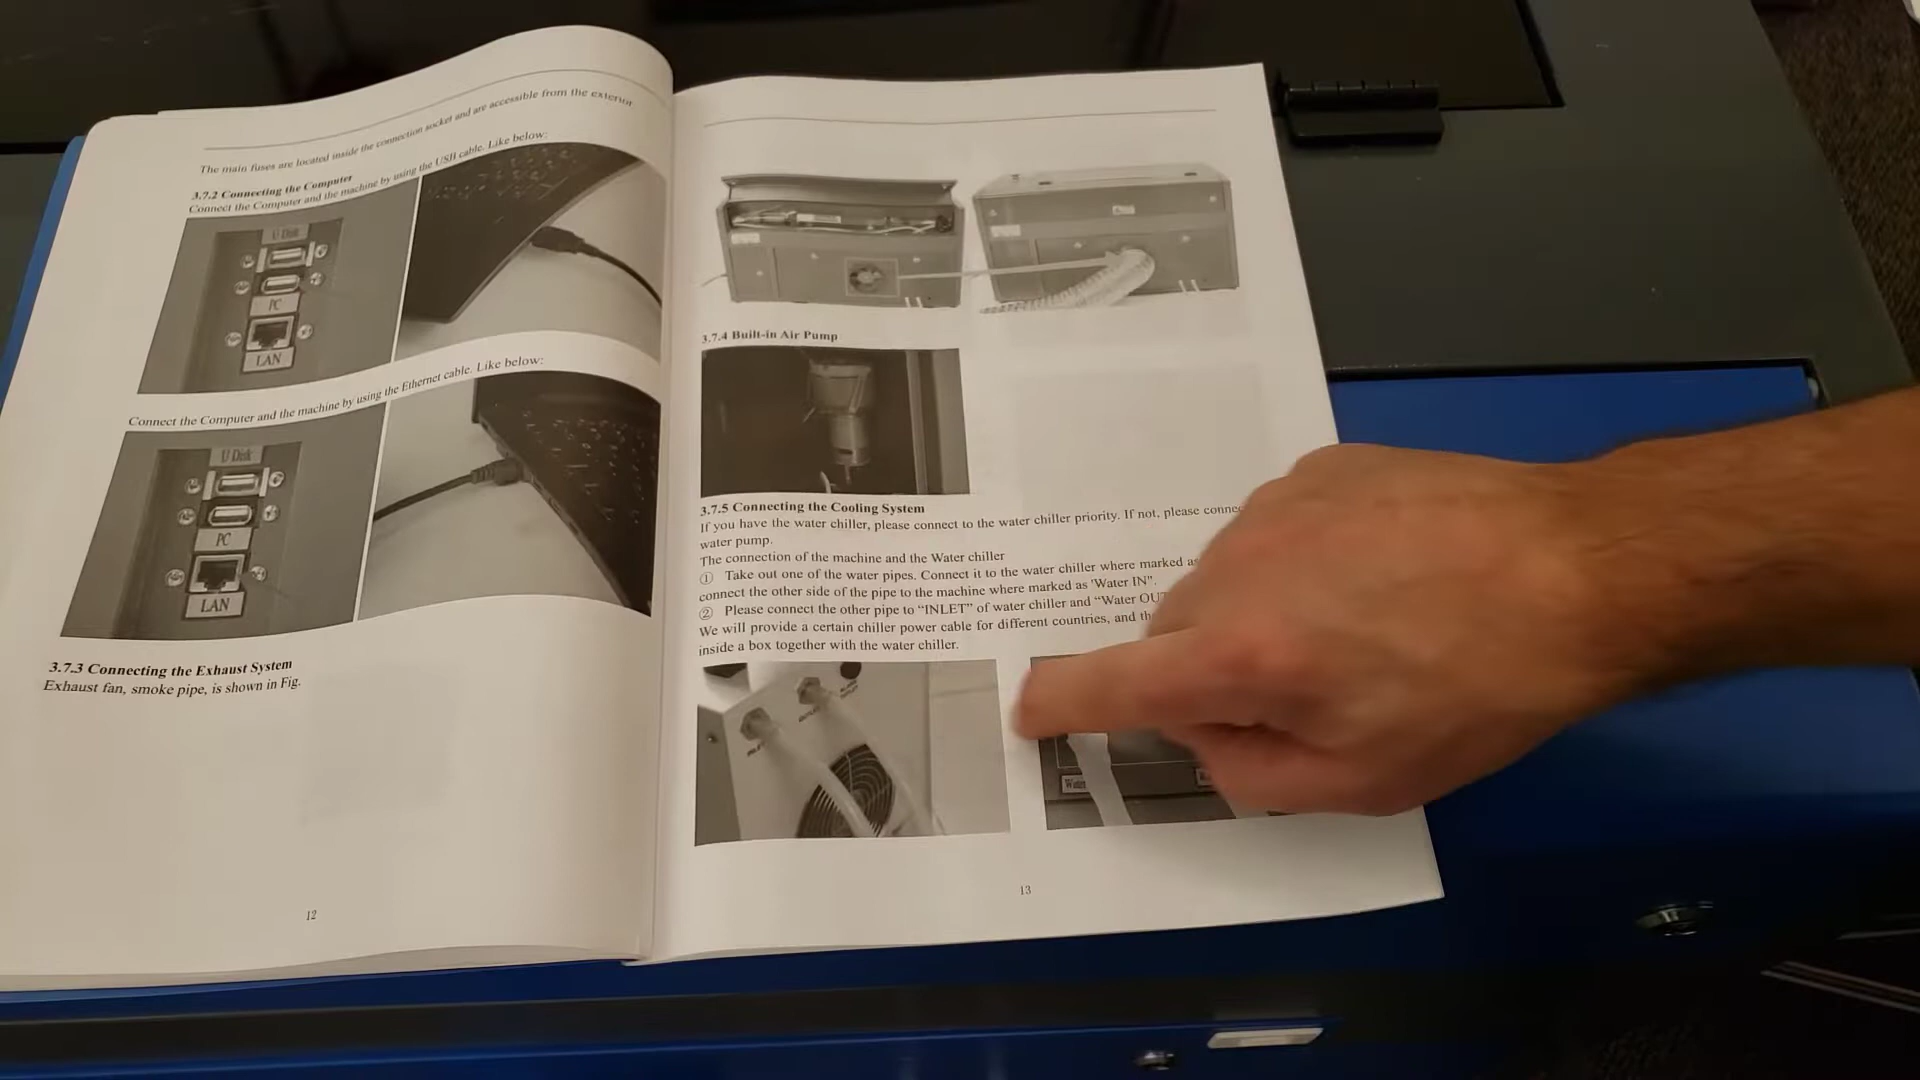 The main fuses are located inside the connection socket and are accessible from the exterior
3.7.2 Connecting the Computer
Connect the Computer and the machine by using the USB cable. Like below:
U Disk
PC
LAN
Connect the Computer and the machine by using the Ethernet cable. Like below:
U Disk
PC
LAN
3.7.3 Connecting the Exhaust System
Exhaust fan, smoke pipe, is shown in Fig.
12
3.7.4 Built-in Air Pump
3.7.5 Connecting the Cooling System
If you have the water chiller, please connect to the water chiller priority. If not, please connec
water pump.
The connection of the machine and the Water chiller
① Take out one of the water pipes. Connect it to the water chiller where marked as
connect the other side of the pipe to the machine where marked as 'Water IN".
② Please connect the other pipe to “INLET” of water chiller and “Water OU
We will provide a certain chiller power cable for different countries, and th
inside a box together with the water chiller.
Water
13